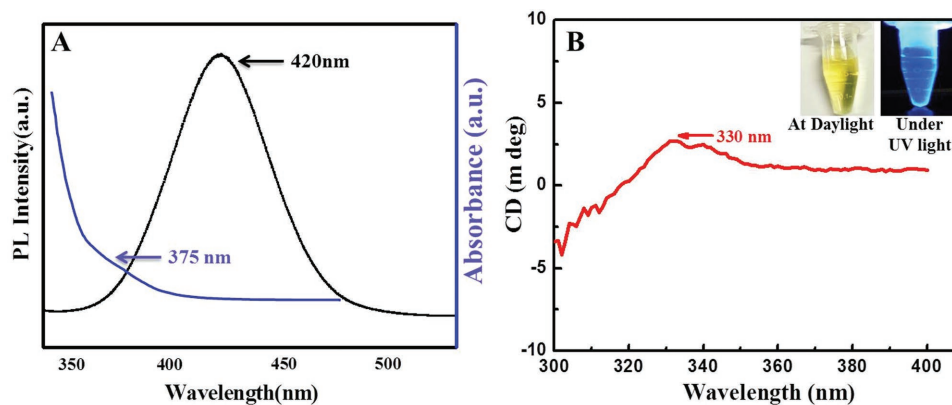 A
420nm
375 nm
PL Intensity(a.u.)
Absorbance (a.u.)
350 400 450 500
Wavelength(nm)
B
10
5
0
-5
-10
CD (m deg)
330 nm
At Daylight
Under
UV light
300 320 340 360 380 400
Wavelength (nm)